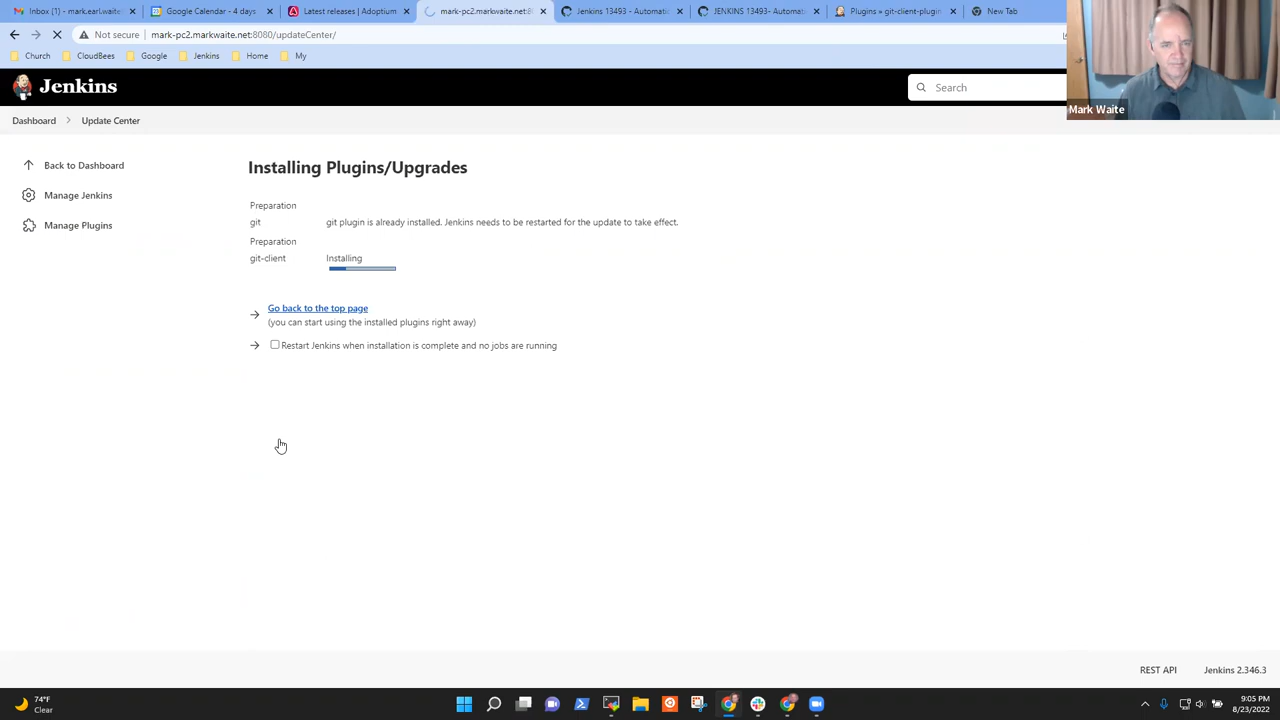 Inbox (10) - mark.earl.waite
Google Calendar - 4 days
Latest releases | Adoptium
mark-pc2.markwaite.net:8
Jenkins 13493 - Automatic
JENKINS 13493- Automat
Plugins » git-client-plugin
New Tab
Not secure mark-pc2.markwaite.net:8080/updateCenter/
Church CloudBees Google Jenkins Home My
Jenkins
Search
Mark Waite
Dashboard Update Center
Back to Dashboard
Manage Jenkins
Manage Plugins
Installing Plugins/Upgrades
Preparation
git git plugin is already installed. Jenkins needs to be restarted for the update to take effect.
Preparation
git-client Installing
Go back to the top page
(you can start using the installed plugins right away)
Restart Jenkins when installation is complete and no jobs are running
REST API Jenkins 2.346.3
74°F
Clear
9:05 PM
8/23/2022